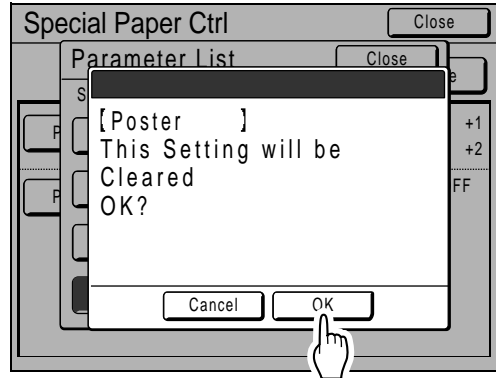 Special Paper Ctrl
Close
Parameter List
Close
e
S
【Poster 】
This Setting will be
Cleared
OK?
P
+1
+2
P
FF
Cancel
OK